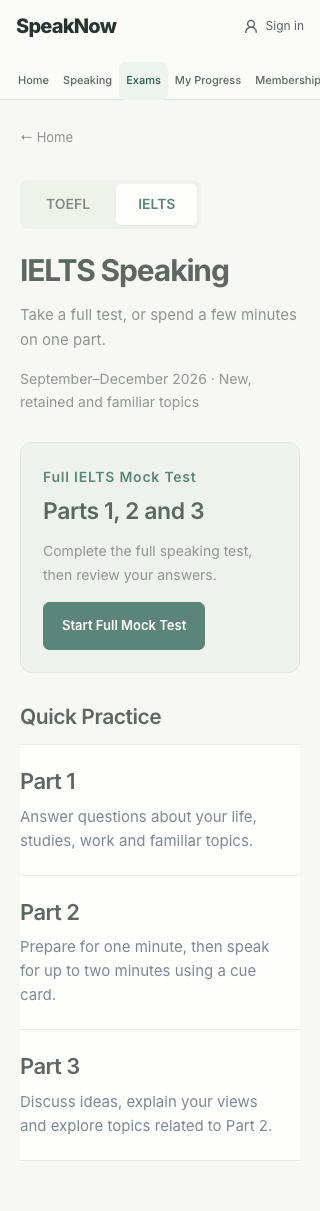 SpeakNow
Sign in
Home Speaking Exams My Progress Membership
← Home
TOEFL IELTS
IELTS Speaking
Take a full test, or spend a few minutes
on one part.
September–December 2026 · New,
retained and familiar topics
Full IELTS Mock Test
Parts 1, 2 and 3
Complete the full speaking test,
then review your answers.
Start Full Mock Test
Quick Practice
Part 1
Answer questions about your life,
studies, work and familiar topics.
Part 2
Prepare for one minute, then speak
for up to two minutes using a cue
card.
Part 3
Discuss ideas, explain your views
and explore topics related to Part 2.